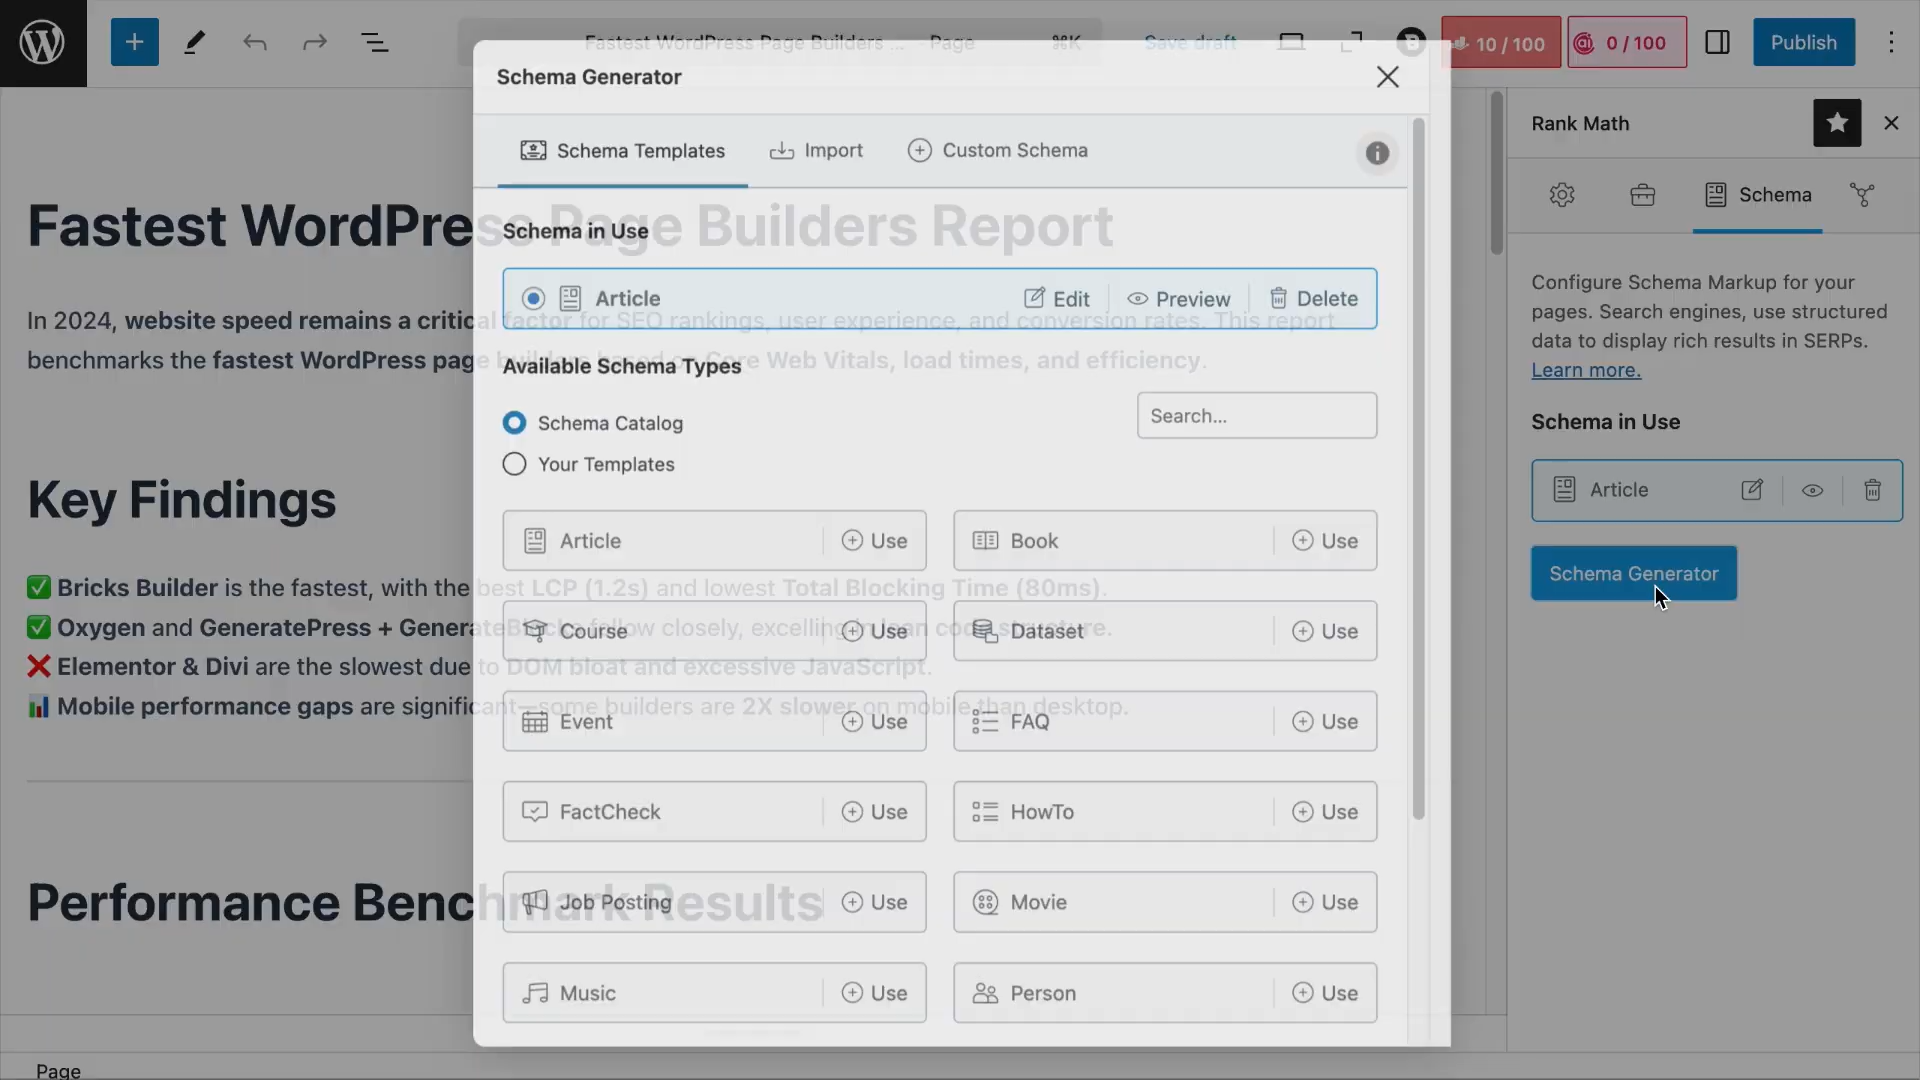 Fastest WordPress Page Builders ... · Page
⌘K
Save draft
10 / 100
0 / 100
Publish
Schema Generator
Schema Templates
Import
Custom Schema
Schema in Use
Article
Edit
Preview
Delete
Available Schema Types
Schema Catalog
Your Templates
Search...
Article
Use
Book
Use
Course
Use
Dataset
Use
Event
Use
FAQ
Use
FactCheck
Use
HowTo
Use
Job Posting
Use
Movie
Use
Music
Use
Person
Use
Fastest WordPress Page Builders Report
In 2024, website speed remains a critical factor for SEO rankings, user experience, and conversion rates. This report
benchmarks the fastest WordPress page builders based on Core Web Vitals, load times, and efficiency.
Key Findings
✅ Bricks Builder is the fastest, with the best LCP (1.2s) and lowest Total Blocking Time (80ms).
✅ Oxygen and GeneratePress + GenerateBlocks follow closely, excelling in lean code structure.
❌ Elementor & Divi are the slowest due to DOM bloat and excessive JavaScript.
📊 Mobile performance gaps are significant—some builders are 2X slower on mobile than desktop.
Performance Benchmark Results
Page
Rank Math
Schema
Configure Schema Markup for your
pages. Search engines, use structured
data to display rich results in SERPs.
Learn more.
Schema in Use
Article
Schema Generator